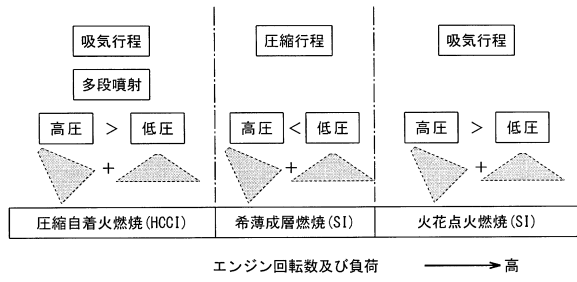 吸気行程 圧縮行程 吸気行程
多段噴射
高圧 > 低圧 高圧 < 低圧 高圧 > 低圧
+ + +
圧縮自着火燃焼(HCCI) 希薄成層燃焼(SI) 火花点火燃焼(SI)
エンジン回転数及び負荷 → 高